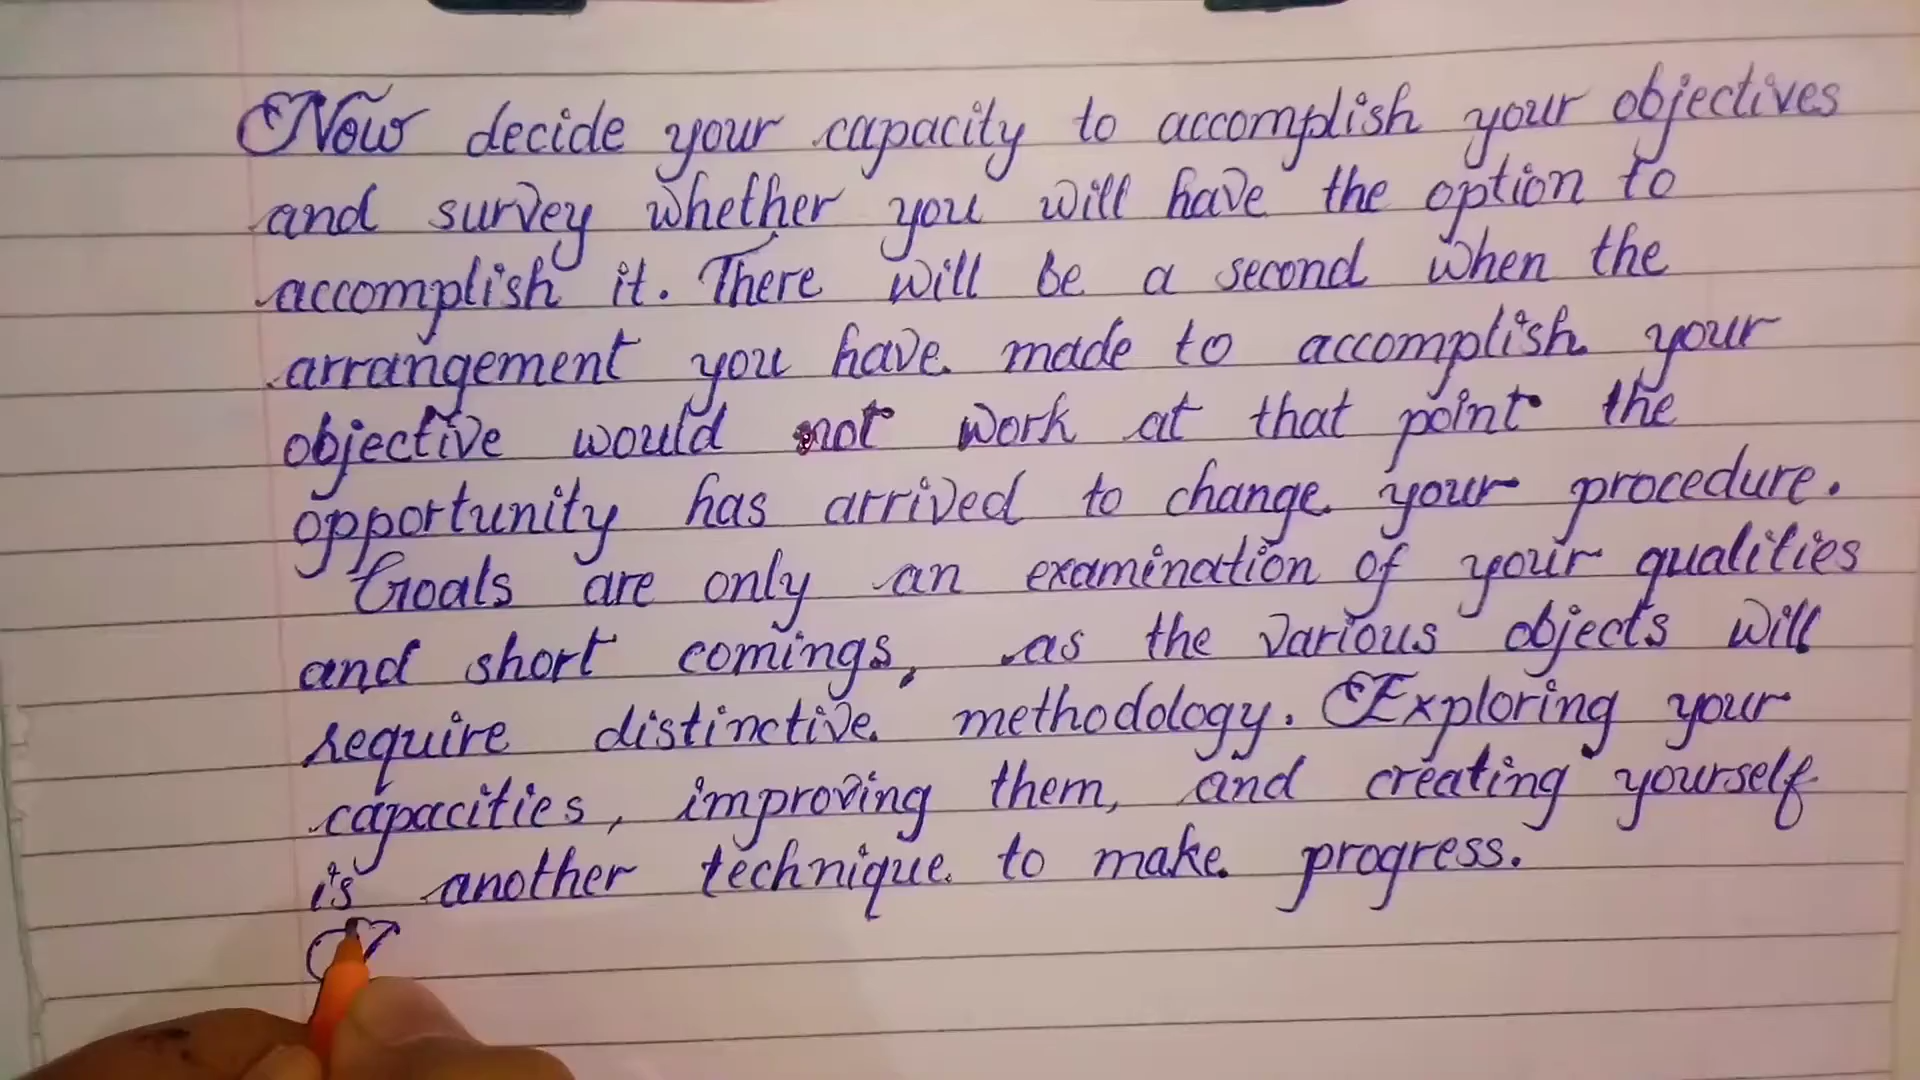 Now decide your capacity to accomplish your objectives
and survey whether you will have the option to
accomplish it. There will be a second when the
arrangement you have made to accomplish your
objective would not work at that point the
opportunity has arrived to change your procedure.
Goals are only an examination of your qualities
and short comings, as the various objects will
require distinctive methodology. Exploring your
capacities, improving them, and creating yourself
is another technique to make progress.